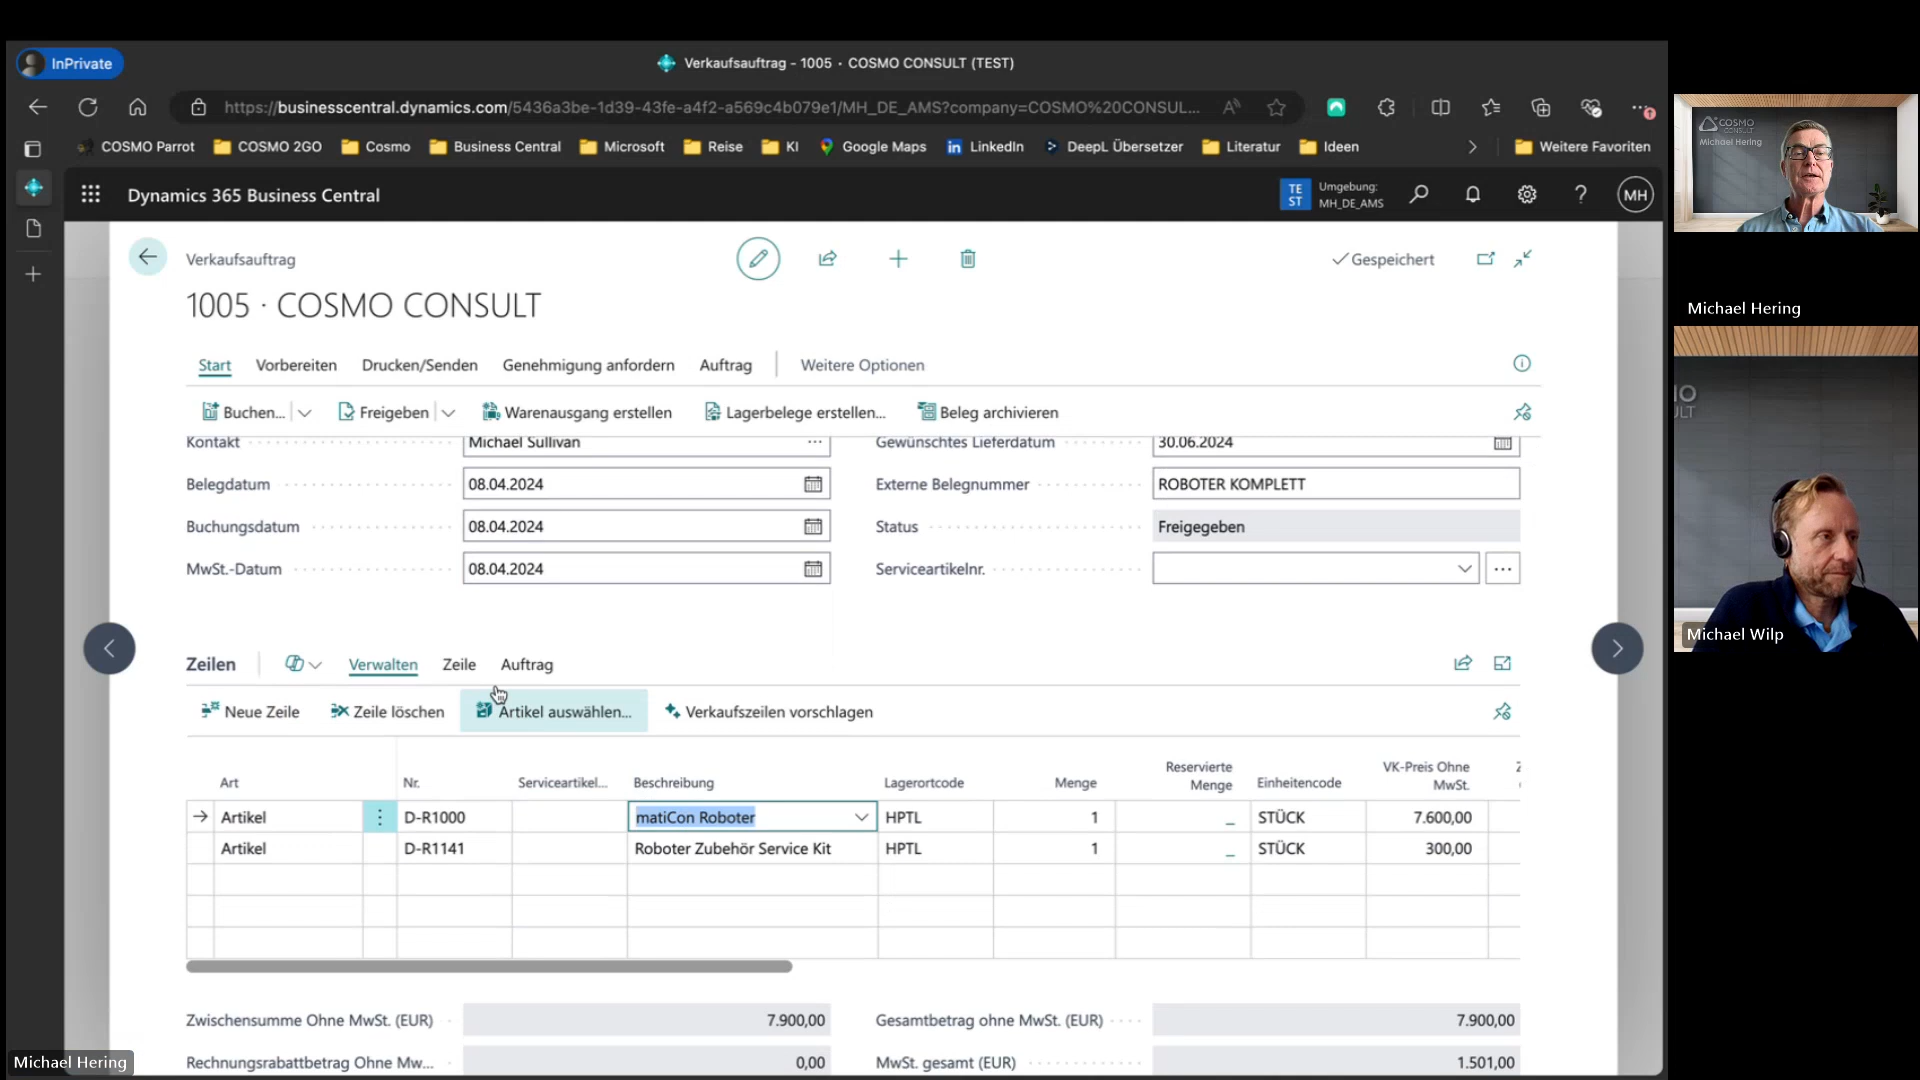 InPrivate
Verkaufsauftrag - 1005 · COSMO CONSULT (TEST)
https://businesscentral.dynamics.com/5436a3be-1d39-43fe-a4f2-a569c4b079e1/MH_DE_AMS?company=COSMO%20CONSUL...
COSMO Parrot COSMO 2GO Cosmo Business Central Microsoft Reise KI Google Maps LinkedIn DeepL Übersetzer Literatur Ideen Weitere Favoriten
Dynamics 365 Business Central
TE ST
Umgebung:
MH_DE_AMS
MH
Verkaufsauftrag
Gespeichert
1005 · COSMO CONSULT
Start Vorbereiten Drucken/Senden Genehmigung anfordern Auftrag Weitere Optionen
Buchen... Freigeben Warenausgang erstellen Lagerbelege erstellen... Beleg archivieren
Kontakt Michael Sullivan Gewünschtes Lieferdatum 30.06.2024
Belegdatum 08.04.2024 Externe Belegnummer ROBOTER KOMPLETT
Buchungsdatum 08.04.2024 Status Freigegeben
MwSt.-Datum 08.04.2024 Serviceartikelnr.
Zeilen Verwalten Zeile Auftrag
Neue Zeile Zeile löschen Artikel auswählen... Verkaufszeilen vorschlagen
Art Nr. Serviceartikel... Beschreibung Lagerortcode Menge Reservierte Menge Einheitencode VK-Preis Ohne MwSt.
Artikel D-R1000 matiCon Roboter HPTL 1 _ STÜCK 7.600,00
Artikel D-R1141 Roboter Zubehör Service Kit HPTL 1 _ STÜCK 300,00
Zwischensumme Ohne MwSt. (EUR) 7.900,00 Gesamtbetrag ohne MwSt. (EUR) 7.900,00
Rechnungsrabattbetrag Ohne Mw... 0,00 MwSt. gesamt (EUR) 1.501,00
Michael Hering
COSMO
CONSULT
Michael Hering
Michael Hering
Michael Wilp